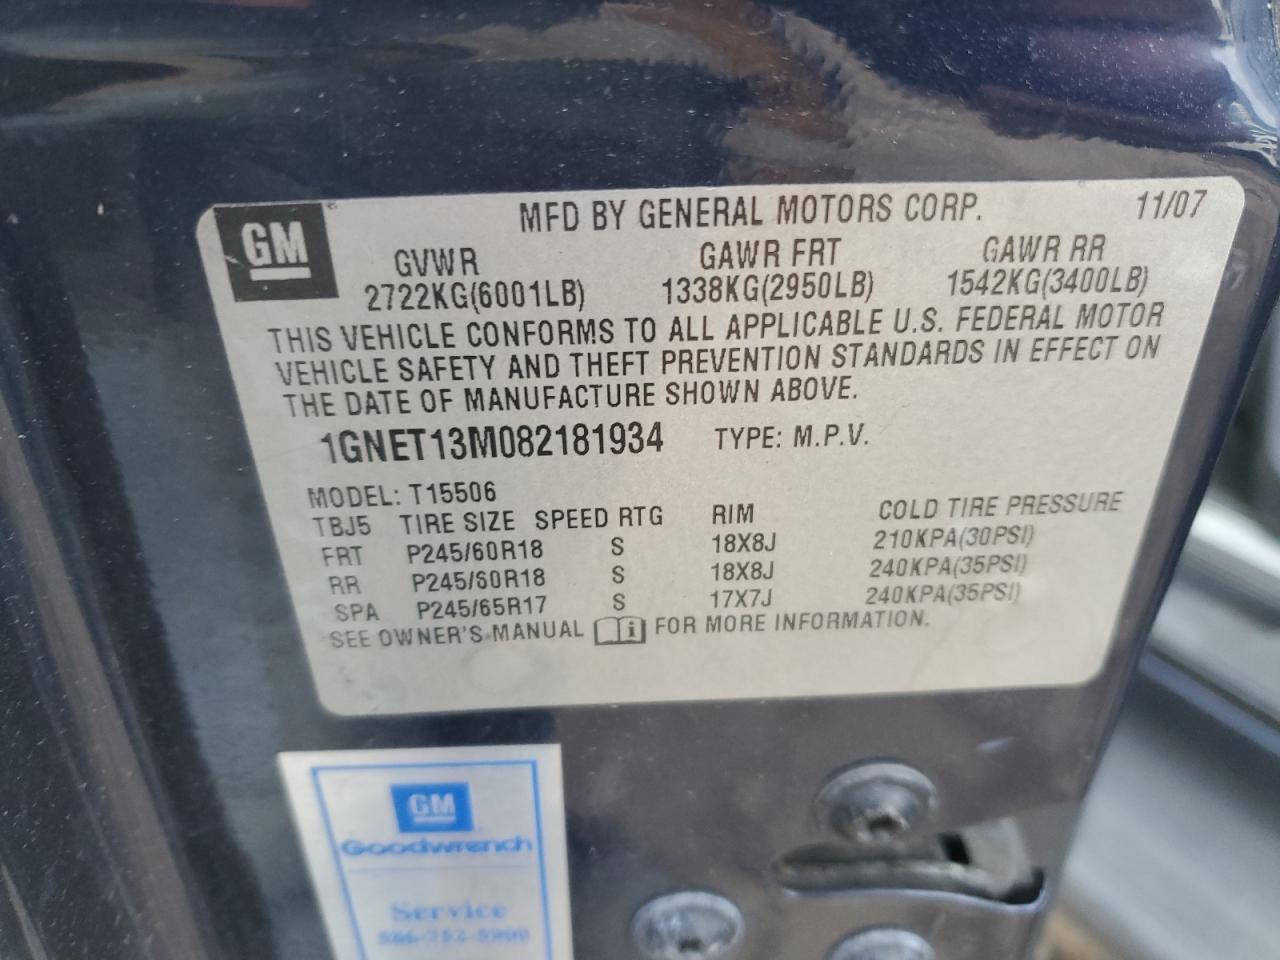 GM
MFD BY GENERAL MOTORS CORP. 11/07
GVWR GAWR FRT GAWR RR
2722KG(6001LB) 1338KG(2950LB) 1542KG(3400LB)
THIS VEHICLE CONFORMS TO ALL APPLICABLE U.S. FEDERAL MOTOR
VEHICLE SAFETY AND THEFT PREVENTION STANDARDS IN EFFECT ON
THE DATE OF MANUFACTURE SHOWN ABOVE.
1GNET13M082181934 TYPE: M.P.V.
MODEL: T15506
TBJ5 TIRE SIZE SPEED RTG RIM COLD TIRE PRESSURE
FRT P245/60R18 S 18X8J 210KPA(30PSI)
RR P245/60R18 S 18X8J 240KPA(35PSI)
SPA P245/65R17 S 17X7J 240KPA(35PSI)
SEE OWNER'S MANUAL FOR MORE INFORMATION.
GM
Goodwrench
Service